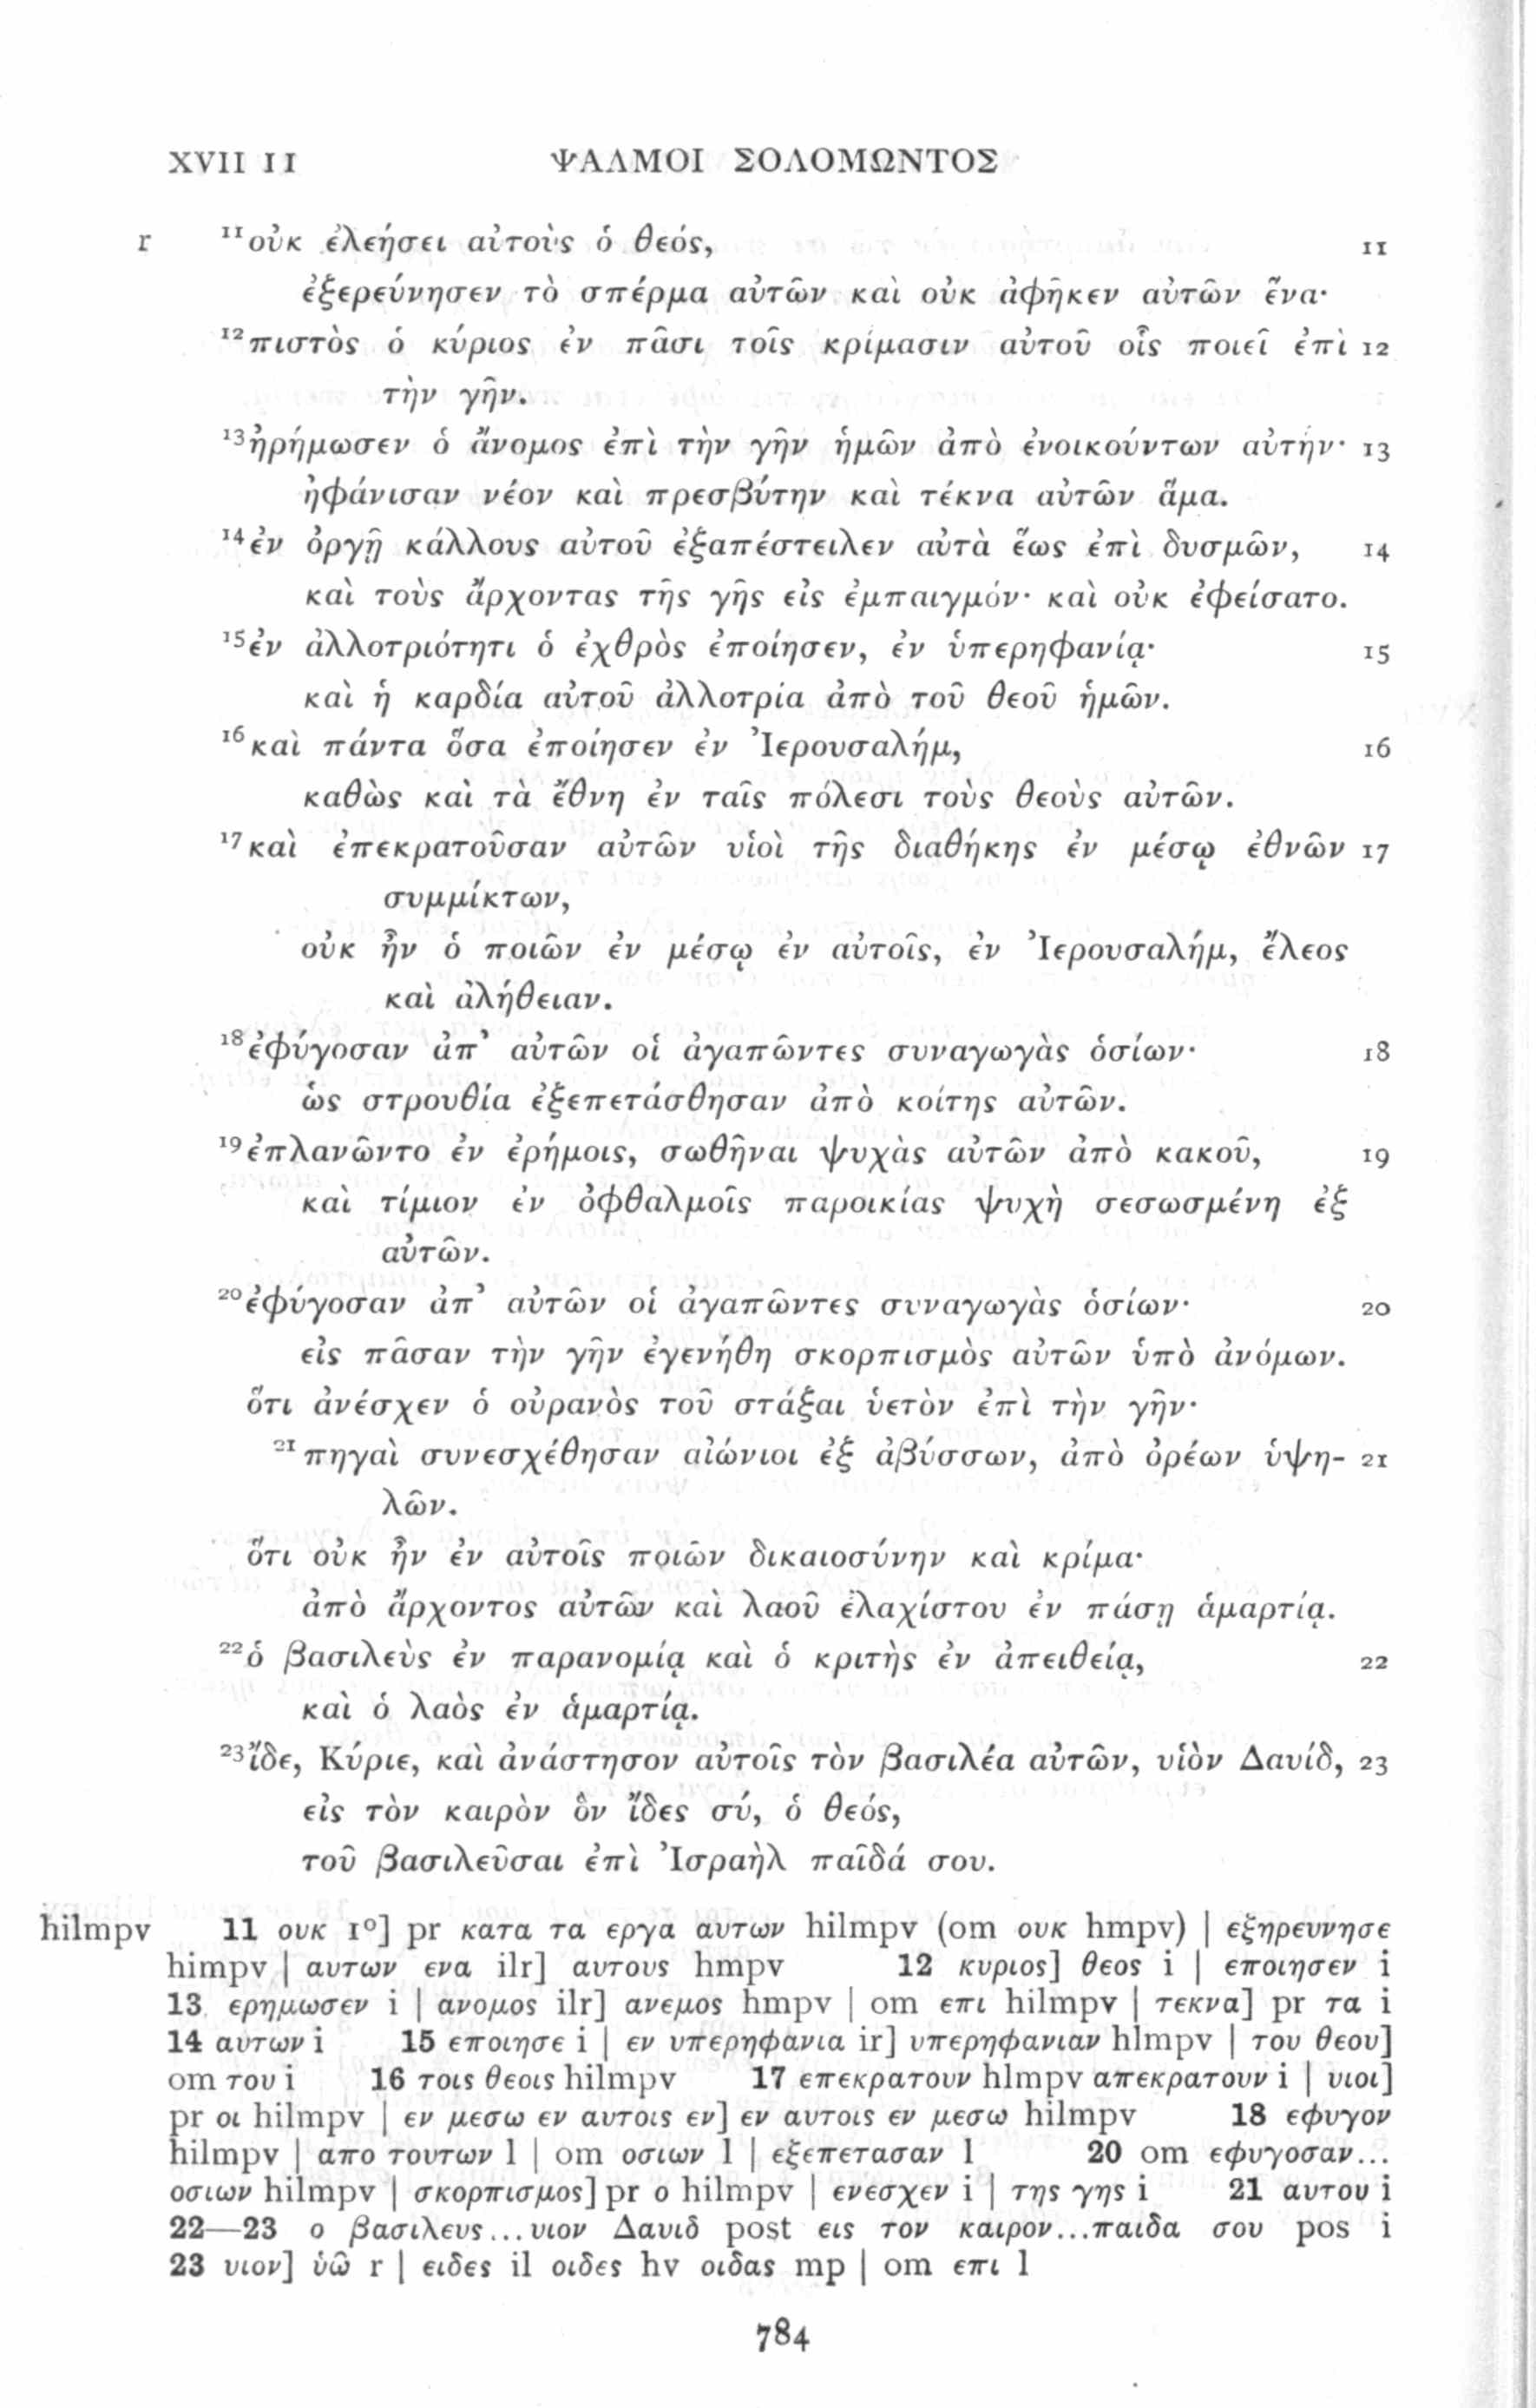 XVII 11 ΨΑΛΜΟΙ ΣΟΛΟΜΩΝΤΟΣ
r ¹¹οὐκ ἐλεήσει αὐτοὺς ὁ θεός, 11
ἐξερεύνησεν τὸ σπέρμα αὐτῶν καὶ οὐκ ἀφῆκεν αὐτῶν ἕνα·
¹²πιστὸς ὁ κύριος ἐν πᾶσι τοῖς κρίμασιν αὐτοῦ οἷς ποιεῖ ἐπὶ 12
τὴν γῆν.
¹³ἠρήμωσεν ὁ ἄνομος ἐπὶ τὴν γῆν ἡμῶν ἀπὸ ἐνοικούντων αὐτήν· 13
ἠφάνισαν νέον καὶ πρεσβύτην καὶ τέκνα αὐτῶν ἅμα.
¹⁴ἐν ὀργῇ κάλλους αὐτοῦ ἐξαπέστειλεν αὐτὰ ἕως ἐπὶ δυσμῶν, 14
καὶ τοὺς ἄρχοντας τῆς γῆς εἰς ἐμπαιγμόν· καὶ οὐκ ἐφείσατο.
¹⁵ἐν ἀλλοτριότητι ὁ ἐχθρὸς ἐποίησεν, ἐν ὑπερηφανίᾳ· 15
καὶ ἡ καρδία αὐτοῦ ἀλλοτρία ἀπὸ τοῦ θεοῦ ἡμῶν.
¹⁶καὶ πάντα ὅσα ἐποίησεν ἐν Ἰερουσαλήμ, 16
καθὼς καὶ τὰ ἔθνη ἐν ταῖς πόλεσι τοὺς θεοὺς αὐτῶν.
¹⁷καὶ ἐπεκρατοῦσαν αὐτῶν υἱοὶ τῆς διαθήκης ἐν μέσῳ ἐθνῶν 17
συμμίκτων,
οὐκ ἦν ὁ ποιῶν ἐν μέσῳ ἐν αὐτοῖς, ἐν Ἰερουσαλήμ, ἔλεος
καὶ ἀλήθειαν.
¹⁸ἐφύγοσαν ἀπ’ αὐτῶν οἱ ἀγαπῶντες συναγωγὰς ὁσίων· 18
ὡς στρουθία ἐξεπετάσθησαν ἀπὸ κοίτης αὐτῶν.
¹⁹ἐπλανῶντο ἐν ἐρήμοις, σωθῆναι ψυχὰς αὐτῶν ἀπὸ κακοῦ, 19
καὶ τίμιον ἐν ὀφθαλμοῖς παροικίας ψυχὴ σεσωσμένη ἐξ
αὐτῶν.
²⁰ἐφύγοσαν ἀπ’ αὐτῶν οἱ ἀγαπῶντες συναγωγὰς ὁσίων· 20
εἰς πᾶσαν τὴν γῆν ἐγενήθη σκορπισμὸς αὐτῶν ὑπὸ ἀνόμων.
ὅτι ἀνέσχεν ὁ οὐρανὸς τοῦ στάξαι ὑετὸν ἐπὶ τὴν γῆν·
²¹πηγαὶ συνεσχέθησαν αἰώνιοι ἐξ ἀβύσσων, ἀπὸ ὀρέων ὑψη- 21
λῶν.
ὅτι οὐκ ἦν ἐν αὐτοῖς ποιῶν δικαιοσύνην καὶ κρίμα·
ἀπὸ ἄρχοντος αὐτῶν καὶ λαοῦ ἐλαχίστου ἐν πάσῃ ἁμαρτίᾳ.
²²ὁ βασιλεὺς ἐν παρανομίᾳ καὶ ὁ κριτὴς ἐν ἀπειθείᾳ, 22
καὶ ὁ λαὸς ἐν ἁμαρτίᾳ.
²³ἴδε, Κύριε, καὶ ἀνάστησον αὐτοῖς τὸν βασιλέα αὐτῶν, υἱὸν Δαυίδ, 23
εἰς τὸν καιρὸν ὃν ἴδες σύ, ὁ θεός,
τοῦ βασιλεῦσαι ἐπὶ Ἰσραὴλ παῖδά σου.
hilmpv 11 ουκ 1º] pr κατα τα εργα αυτων hilmpv (om ουκ hmpv) | εξηρευνησε
himpv | αυτων ενα ilr] αυτους hmpv 12 κυριος] θεος i | εποιησεν i
13 ερημωσεν i | ανομος ilr] ανεμος hmpv | om επι hilmpv | τεκνα] pr τα i
14 αυτων i 15 εποιησε i | εν υπερηφανια ir] υπερηφανιαν hlmpv | του θεου]
om του i 16 τοις θεοις hilmpv 17 επεκρατουν hlmpv απεκρατουν i | υιοι]
pr οι hilmpv | εν μεσω εν αυτοις εν] εν αυτοις εν μεσω hilmpv 18 εφυγον
hilmpv | απο τουτων l | om οσιων l | εξεπετασαν l 20 om εφυγοσαν...
οσιων hilmpv | σκορπισμος] pr ο hilmpv | ενεσχεν i | της γης i 21 αυτου i
22—23 ο βασιλευς...υιον Δαυιδ post εις τον καιρον...παιδα σου pos i
23 υιον] ὑῶ r | ειδες il οιδες hv οιδας mp | om επι l
784